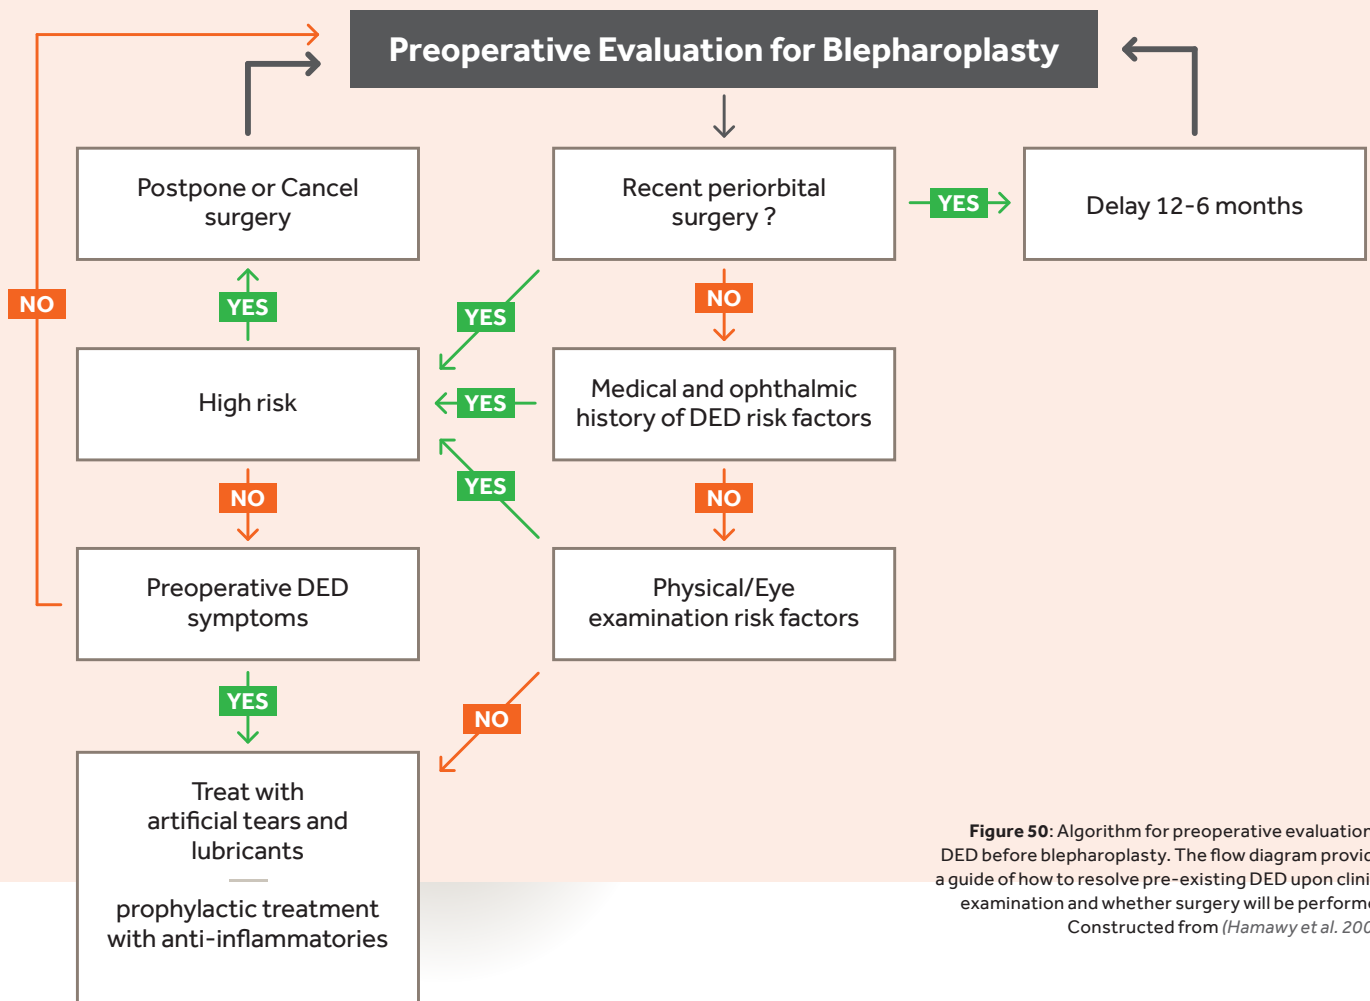 Preoperative Evaluation for Blepharoplasty
Postpone or Cancel
surgery
Recent periorbital
surgery ?
YES
Delay 12-6 months
NO
YES
YES
NO
High risk
YES
Medical and ophthalmic
history of DED risk factors
NO
YES
NO
Preoperative DED
symptoms
Physical/Eye
examination risk factors
YES
NO
Treat with
artificial tears and
lubricants
prophylactic treatment
with anti-inflammatories
Figure 50: Algorithm for preoperative evaluation
DED before blepharoplasty. The flow diagram
a guide of how to resolve pre-existing DED upon
examination and whether surgery will be
Constructed from (Hamawy et al.